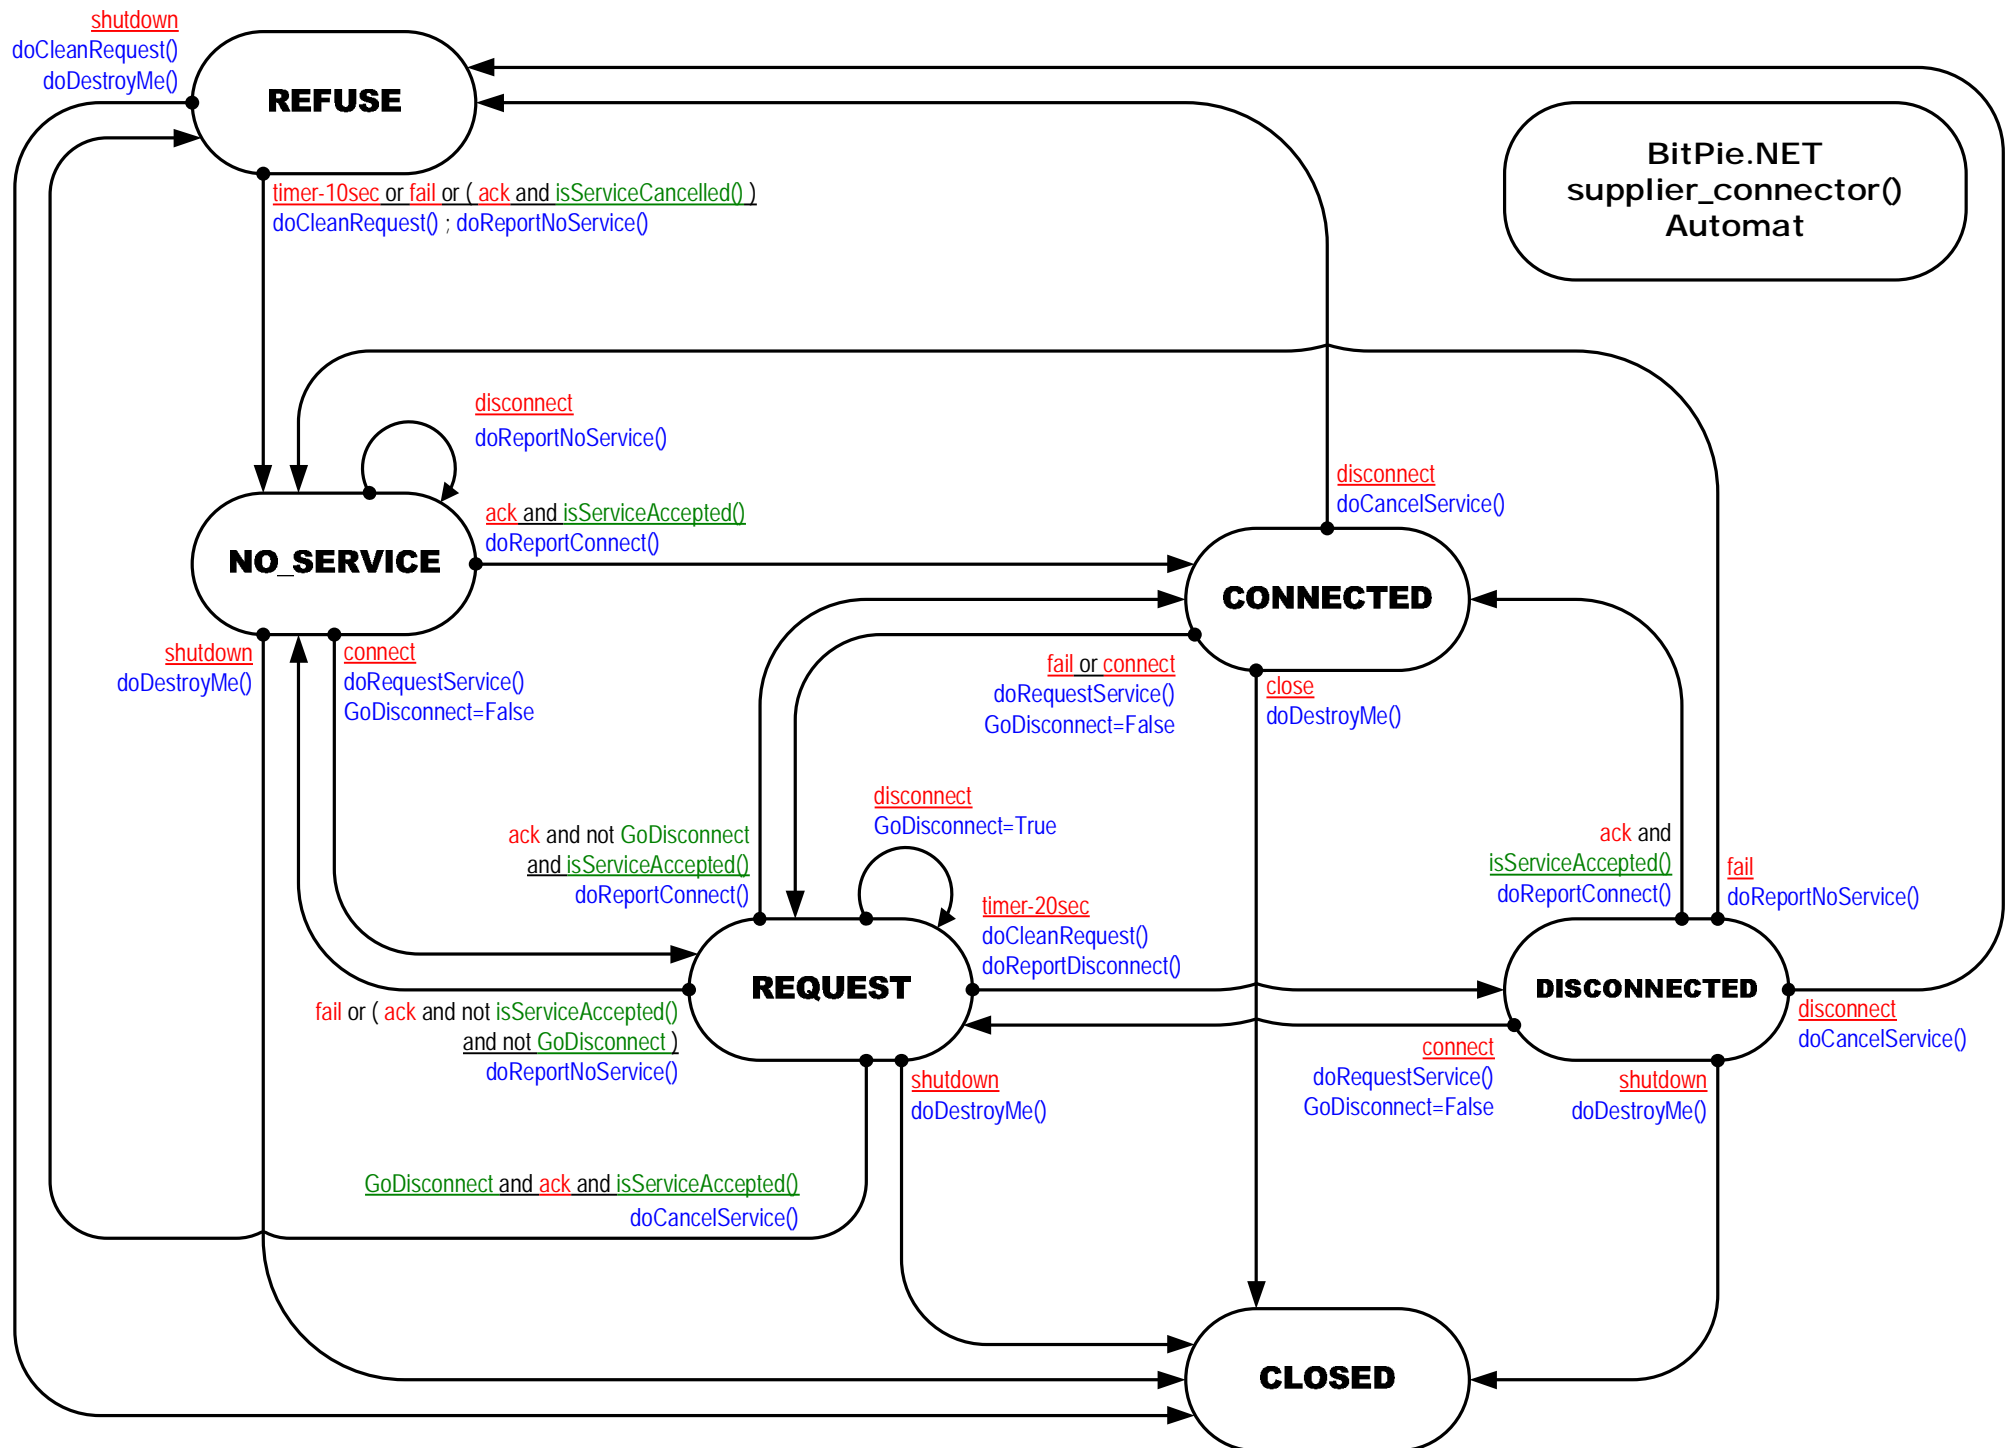 shutdown
doCleanRequest()
doDestroyMe()
REFUSE
BitPie.NET
supplier_connector()
Automat
timer-10sec or fail or ( ack and isServiceCancelled() )
doCleanRequest() ; doReportNoService()
disconnect
doReportNoService()
disconnect
doCancelService()
ack and isServiceAccepted()
doReportConnect()
NO_SERVICE
CONNECTED
shutdown
doDestroyMe()
connect
doRequestService()
GoDisconnect=False
fail or connect
doRequestService()
GoDisconnect=False
close
doDestroyMe()
disconnect
GoDisconnect=True
ack and not GoDisconnect
and isServiceAccepted()
doReportConnect()
ack and
isServiceAccepted()
doReportConnect()
fail
doReportNoService()
timer-20sec
doCleanRequest()
doReportDisconnect()
REQUEST
DISCONNECTED
fail or ( ack and not isServiceAccepted()
and not GoDisconnect )
doReportNoService()
disconnect
doCancelService()
connect
doRequestService()
GoDisconnect=False
shutdown
doDestroyMe()
shutdown
doDestroyMe()
GoDisconnect and ack and isServiceAccepted()
doCancelService()
CLOSED